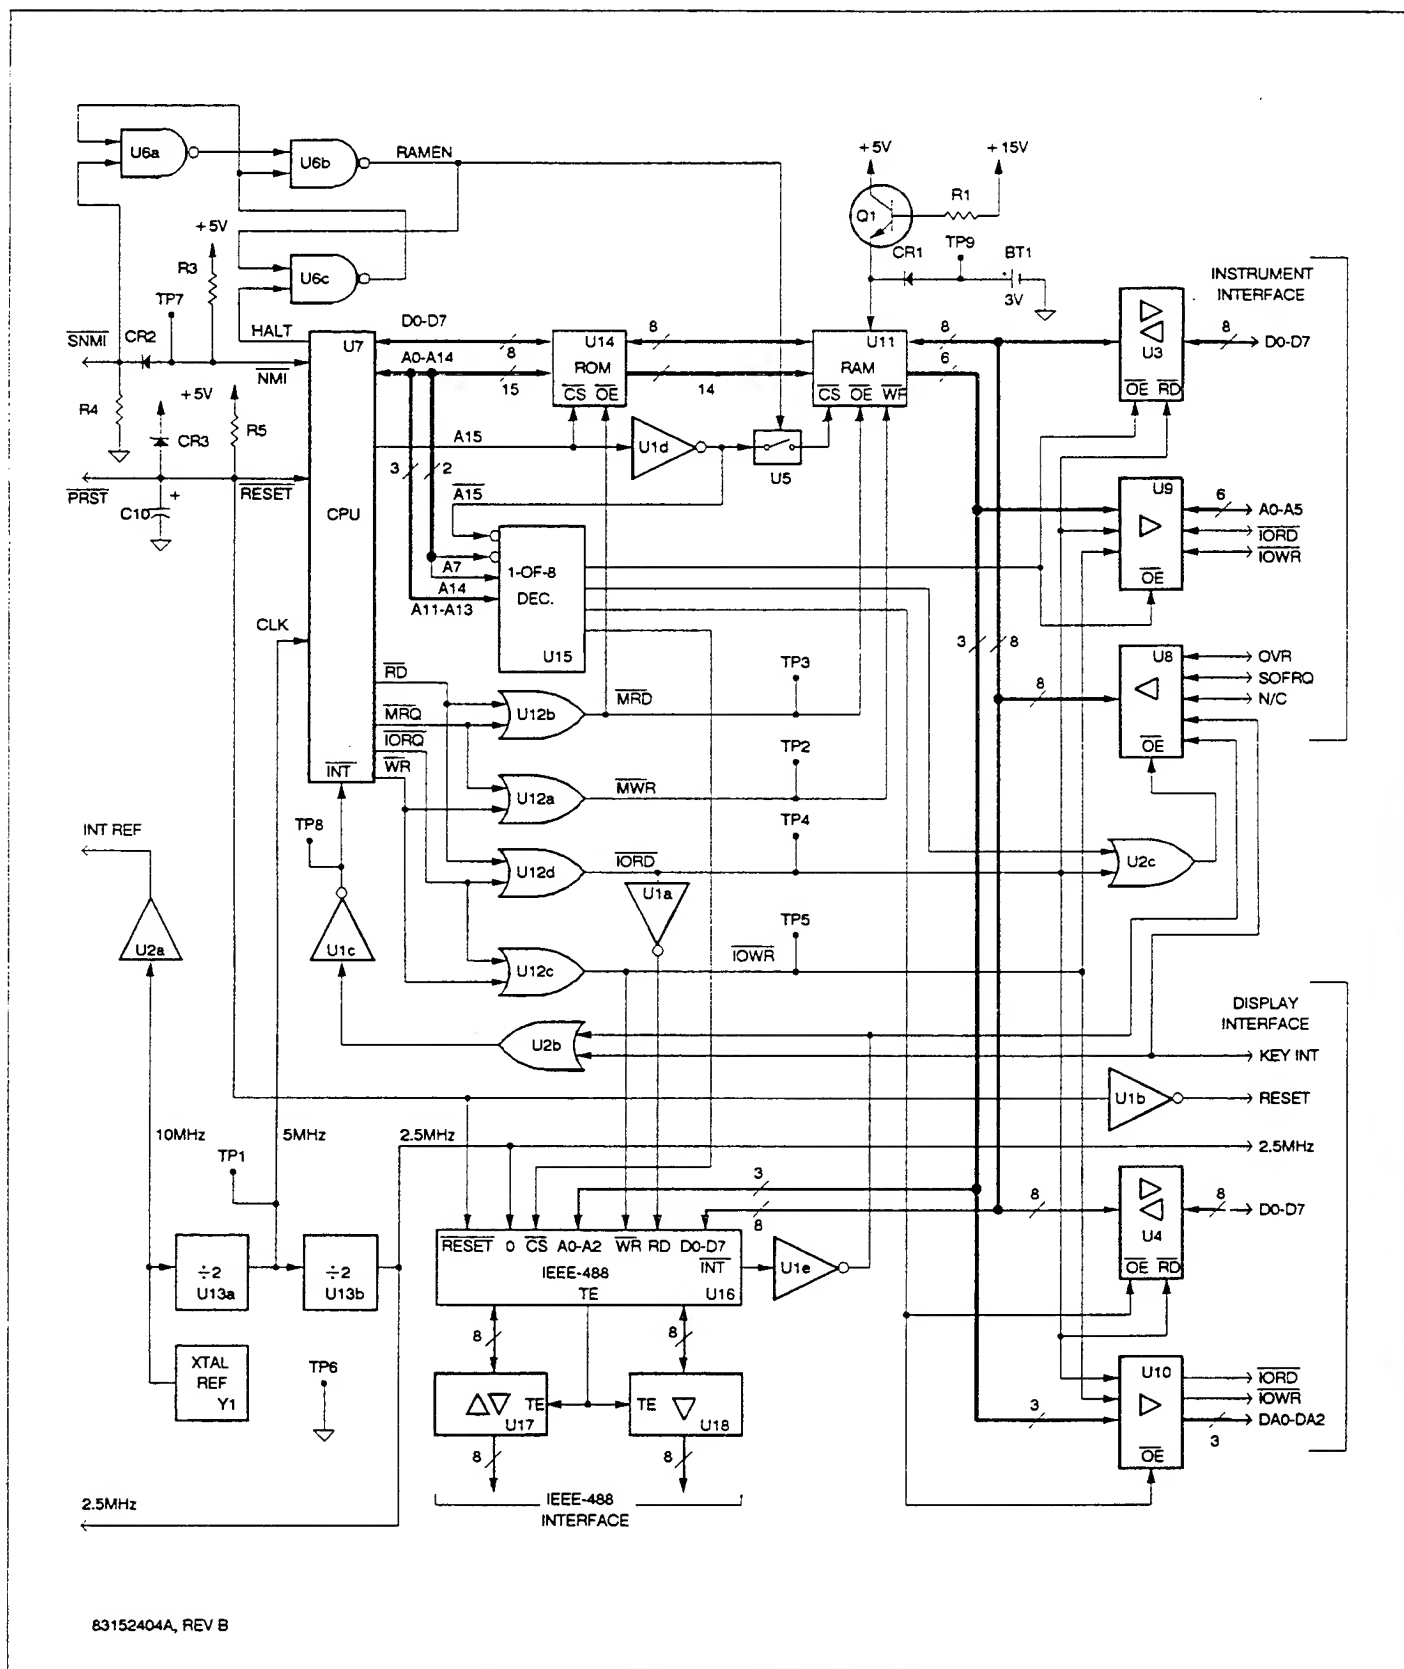 U6a
U6b
RAMEN
+5V
+15V
R1
Q1
+5V
R3
U6c
CR1
TP9
BT1
3V
INSTRUMENT
INTERFACE
TP7
SNMI
CR2
HALT
U7
D0-D7
8
U14
8
U11
8
U3
8
D0-D7
NMI
A0-A14
15
ROM
14
RAM
6
CS OE
CS OE WF
OE RD
R4
+5V
CR3
R5
A15
U1d
U5
PRST
+
C10
RESET
3
2
A15
CPU
U9
6
A0-A5
IORD
IOWR
OE
A7
A14
A11-A13
1-OF-8
DEC.
U15
CLK
3
8
U8
OVR
SOFRQ
N/C
8
OE
RD
U12b
MRD
TP3
MRQ
IORQ
WR
INT
U12a
MWR
TP2
TP8
U12d
IORD
TP4
U2c
INT REF
U1a
U2a
U1c
U12c
IOWR
TP5
U2b
DISPLAY
INTERFACE
KEY INT
U1b
RESET
10MHz
5MHz
2.5MHz
2.5MHz
TP1
3
8
8
U4
8
D0-D7
OE RD
÷2
U13a
÷2
U13b
RESET 0 CS A0-A2 WR RD D0-D7
IEEE-488
INT
TE
U16
U1e
8
8
XTAL
REF
Y1
TP6
TE
U17
TE
U18
3
U10
IORD
IOWR
DA0-DA2
3
OE
8
8
2.5MHz
IEEE-488
INTERFACE
83152404A, REV B